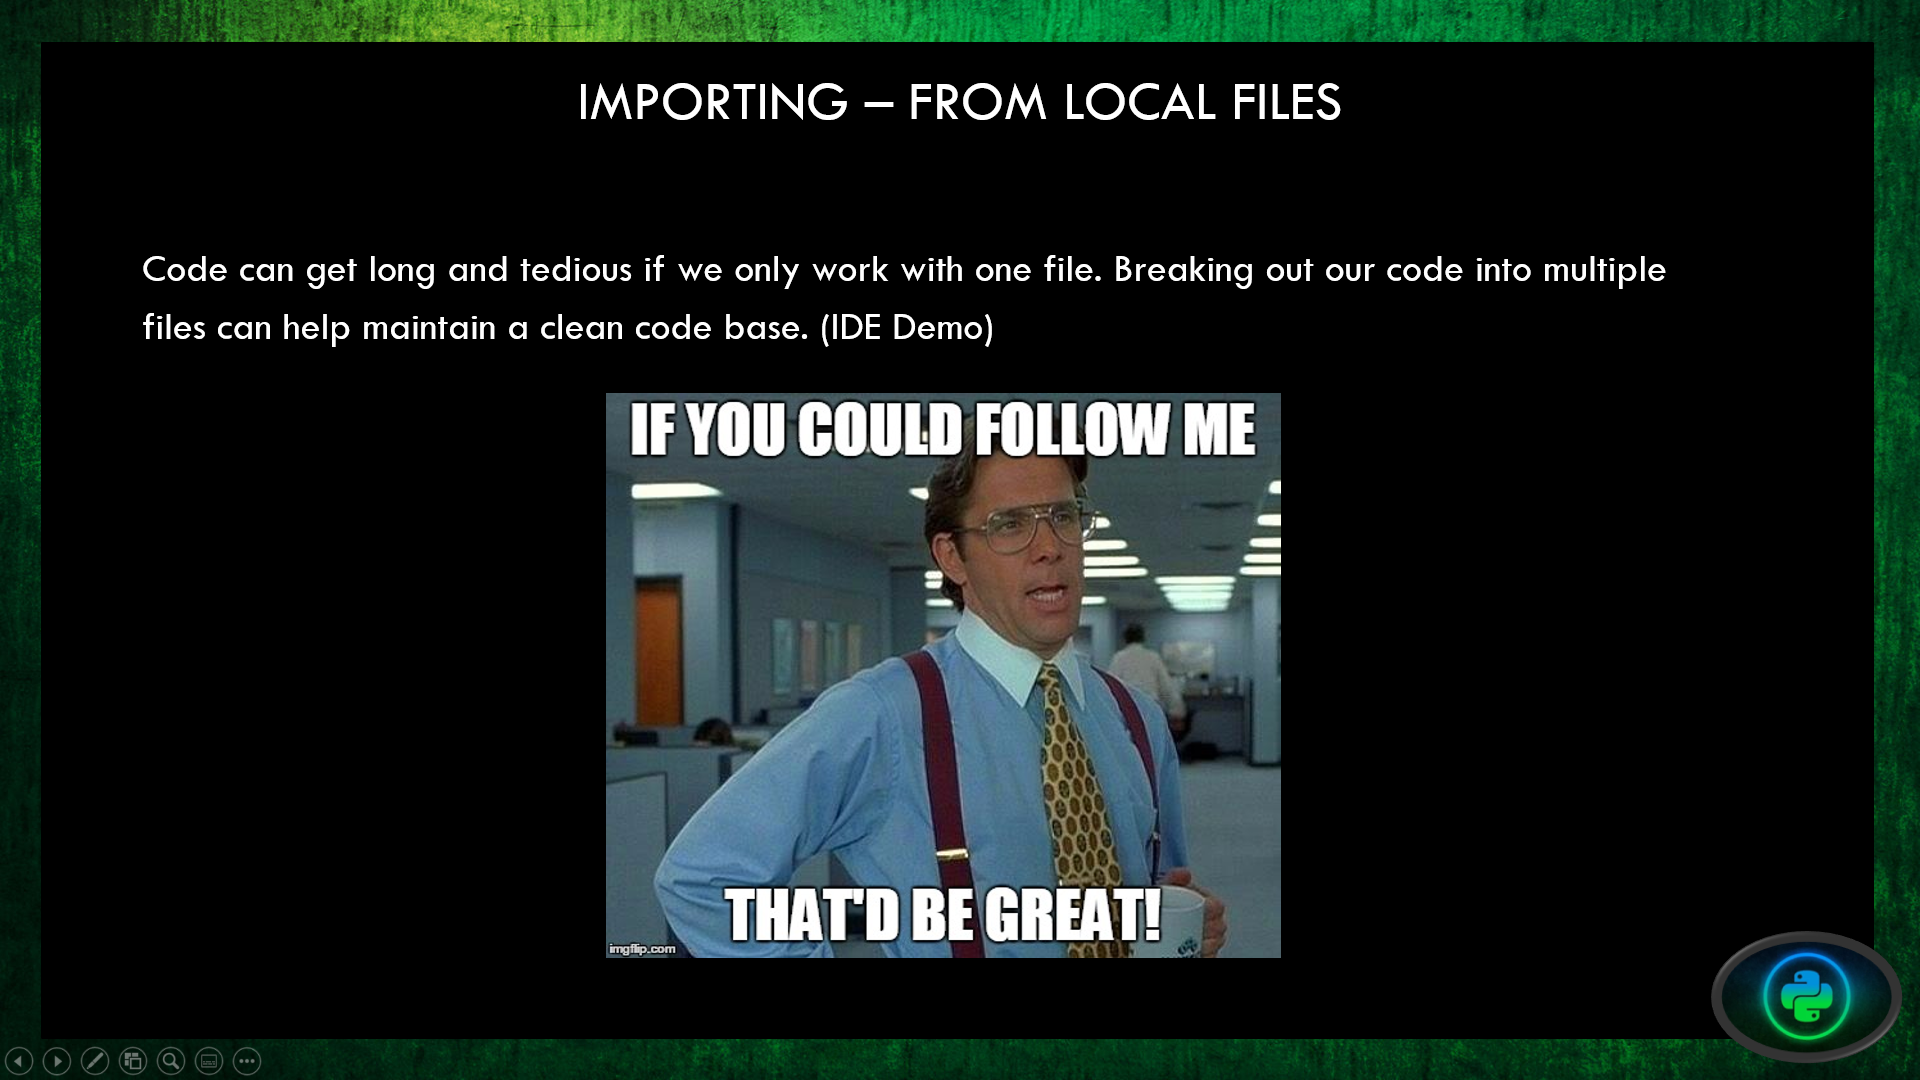 IMPORTING – FROM LOCAL FILES
Code can get long and tedious if we only work with one file. Breaking out our code into multiple
files can help maintain a clean code base. (IDE Demo)
IF YOU COULD FOLLOW ME
THAT'D BE GREAT!
imgflip.com